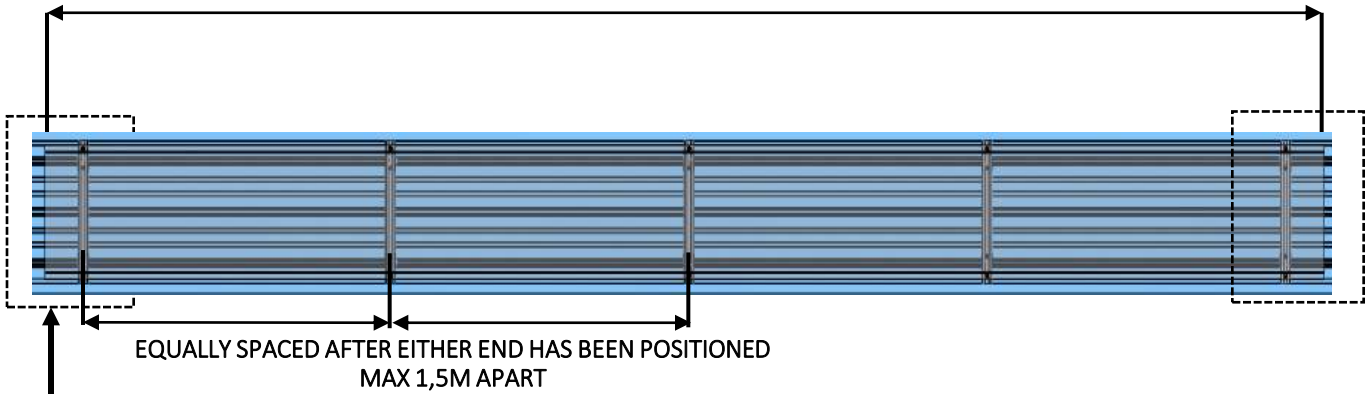 EQUALLY SPACED AFTER EITHER END HAS BEEN POSITIONED
MAX 1,5M APART